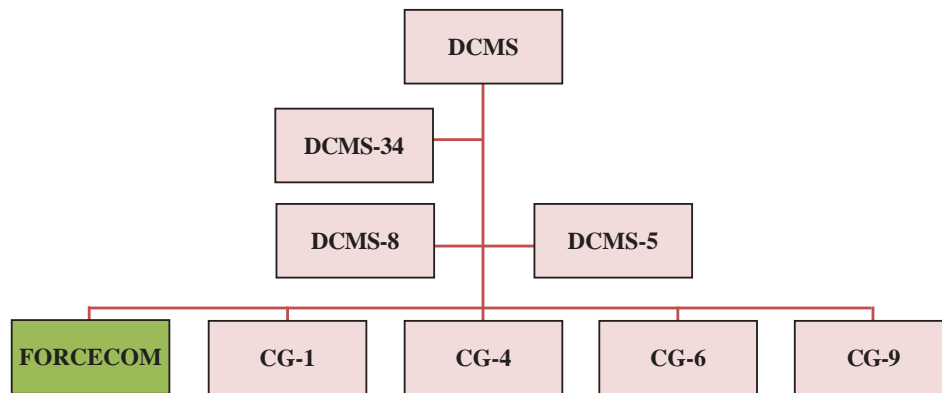 DCMS
DCMS-34
DCMS-8
DCMS-5
FORCECOM
CG-1
CG-4
CG-6
CG-9